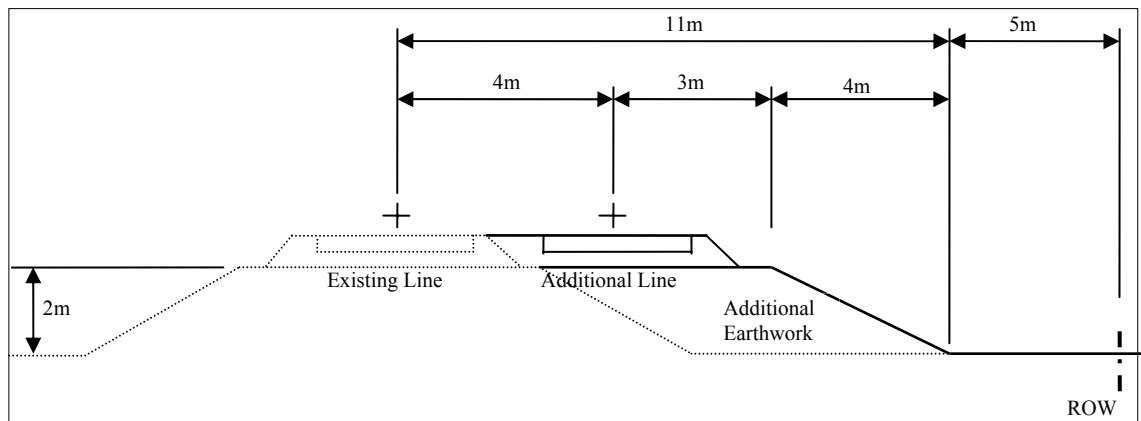 11m
5m
4m
3m
4m
Existing Line
Additional Line
2m
Additional
Earthwork
ROW